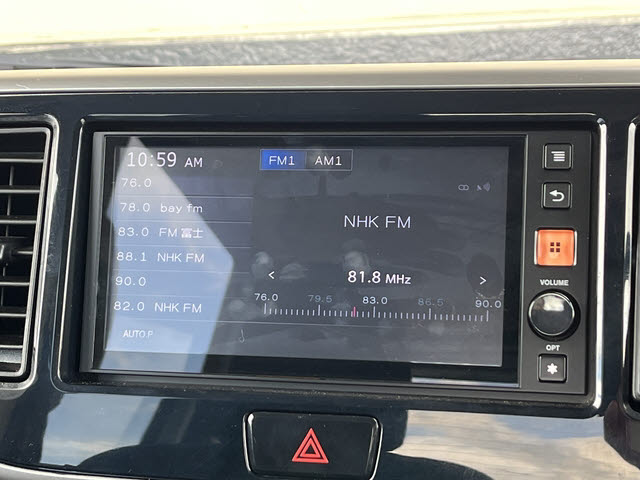 10:59 AM
FM1 AM1
76.0
78.0 bay fm
83.0 FM富士
88.1 NHK FM
90.0
82.0 NHK FM
AUTO.P
NHK FM
< 81.8 MHz >
76.0 79.5 83.0 86.5 90.0
VOLUME
OPT